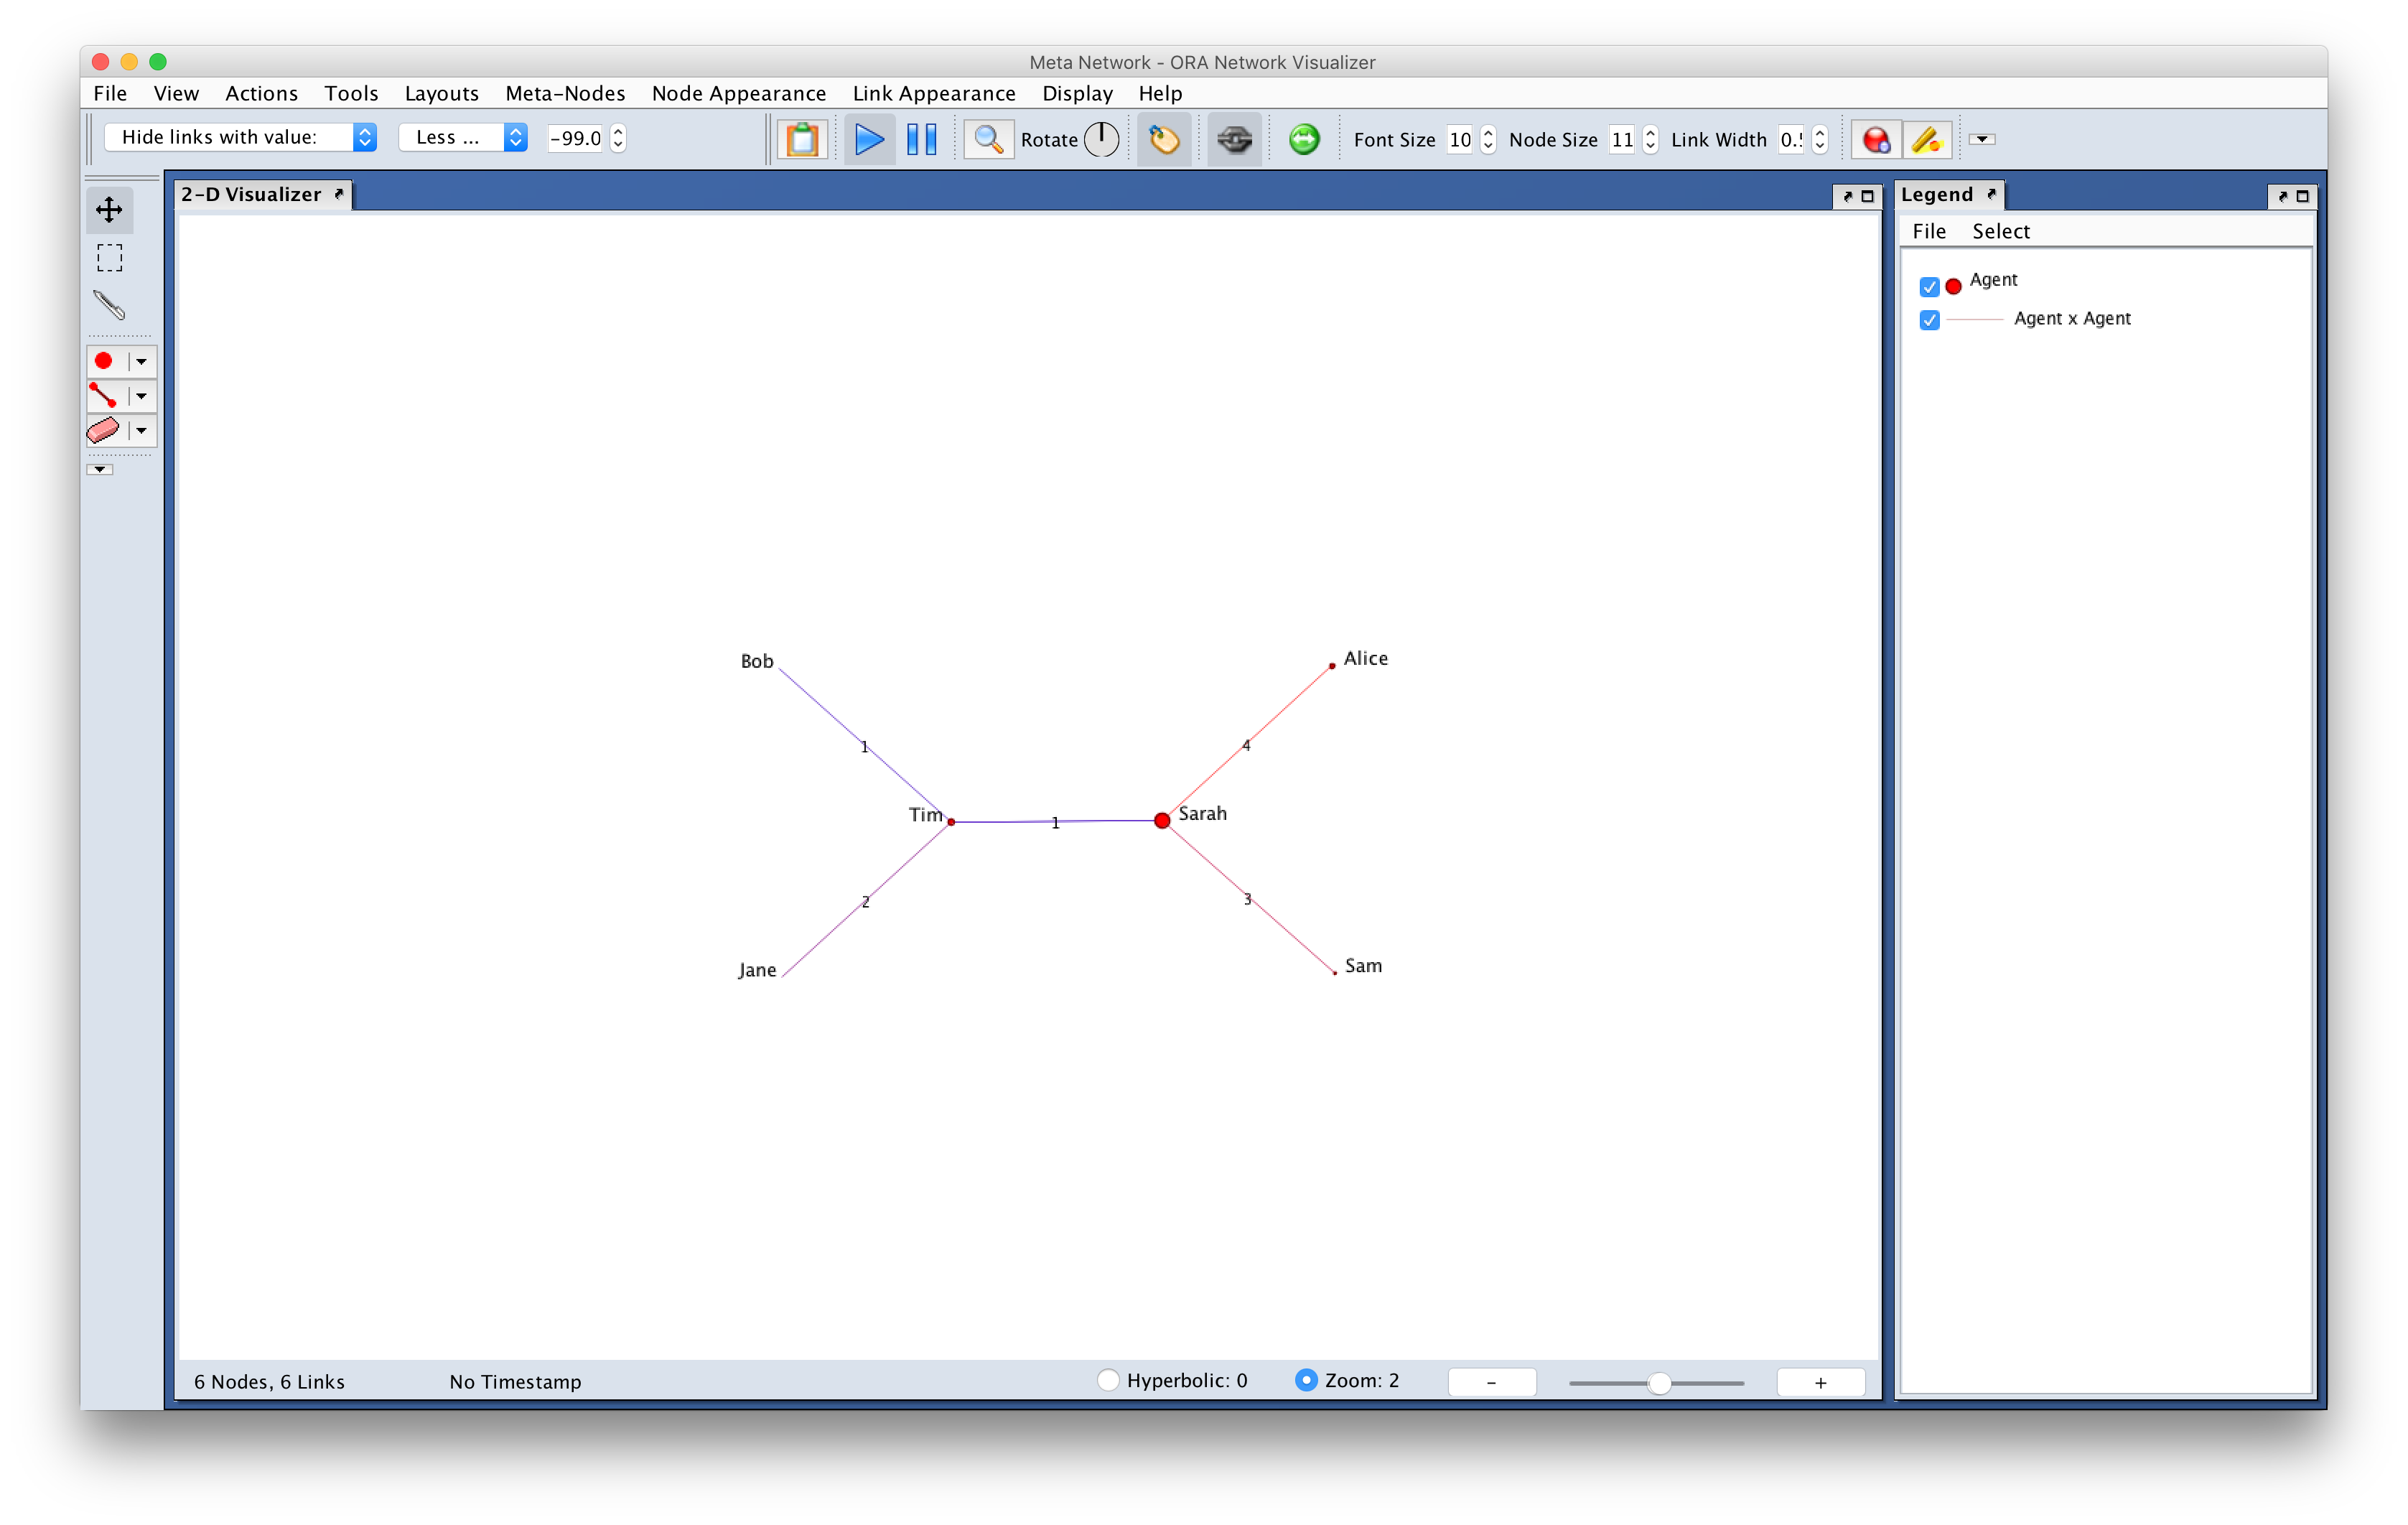 Meta Network - ORA Network Visualizer
File View Actions Tools Layouts Meta-Nodes Node Appearance Link Appearance Display Help
Hide links with value: Less ... -99.0 Rotate Font Size 10 Node Size 11 Link Width 0.
2-D Visualizer
Legend
File Select
Agent
Agent x Agent
Bob
Alice
1
4
Tim
1
Sarah
2
3
Jane
Sam
6 Nodes, 6 Links No Timestamp Hyperbolic: 0 Zoom: 2 - +